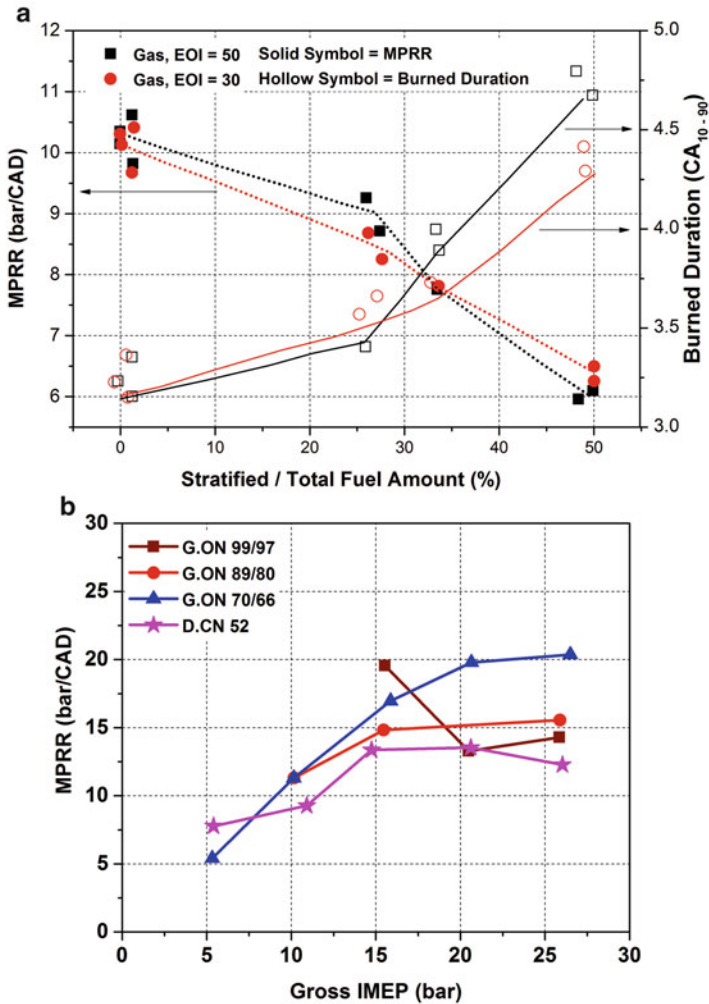 a
12
11
10
9
8
7
6
MPRR (bar/CAD)
Gas, EOI = 50 Solid Symbol = MPRR
Gas, EOI = 30 Hollow Symbol = Burned Duration
5.0
4.5
4.0
3.5
3.0
Burned Duration (CA10 - 90)
0 10 20 30 40 50
Stratified / Total Fuel Amount (%)
b
30
25
20
15
10
5
0
MPRR (bar/CAD)
G.ON 99/97
G.ON 89/80
G.ON 70/66
D.CN 52
0 5 10 15 20 25 30
Gross IMEP (bar)